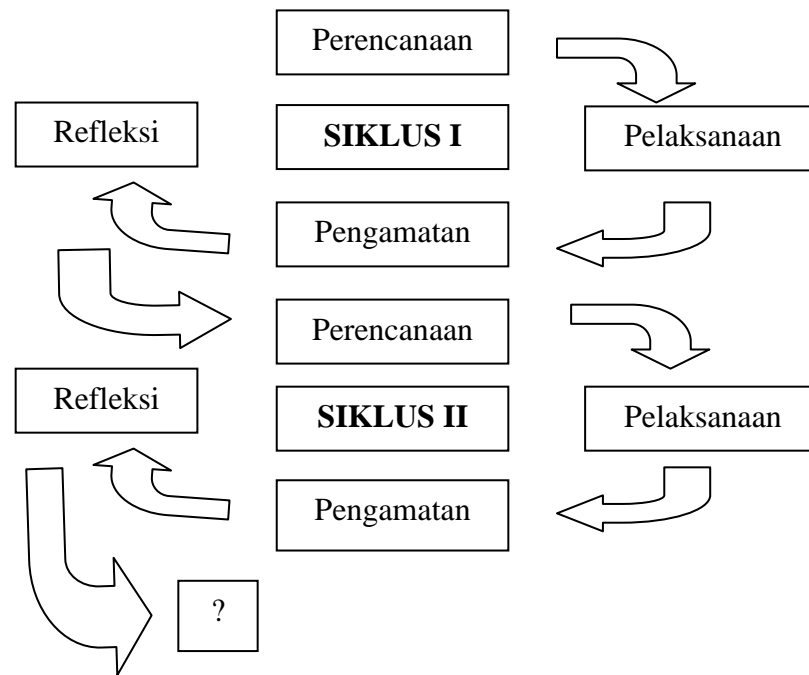 Perencanaan
Refleksi
SIKLUS I
Pelaksanaan
Pengamatan
Perencanaan
Refleksi
SIKLUS II
Pelaksanaan
Pengamatan
?